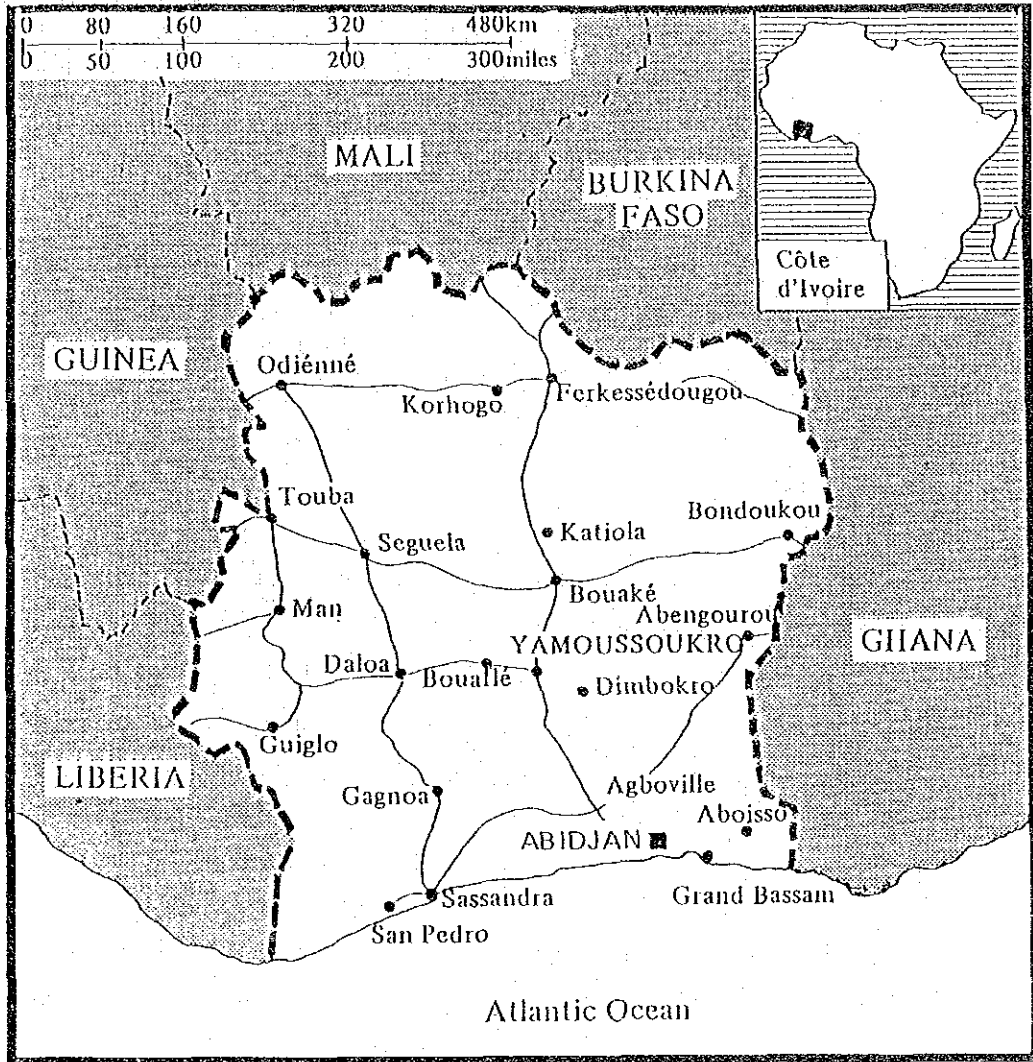 0 80 160 320 480km
0 50 100 200 300miles
MALI
BURKINA
FASO
Côte
d'Ivoire
GUINEA
Odiénné
Korhogo
Ferkessédougou
Touba
Seguela
Katiola
Bondoukou
Man
Bouaké
Abengourou
YAMOUSSOUKRO
GHANA
Daloa
Bouaflé
Dimbokro
Guiglo
LIBERIA
Gagnoa
Agboville
Aboisso
ABIDJAN
Sassandra
Grand Bassam
San Pedro
Atlantic Ocean